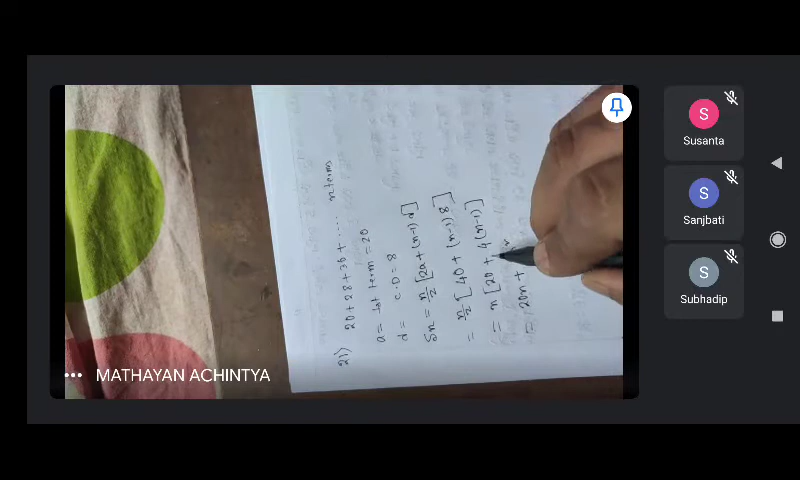 21) 20+28+36+.... n terms
a = 1st term = 20
d = C.D = 8
Sn = n/2 [2a+(n-1)d]
= n/2 [40+(n-1)8]
= n [20+4(n-1)]
= 20n +
MATHAYAN ACHINTYA
S
Susanta
S
Sanjbati
S
Subhadip